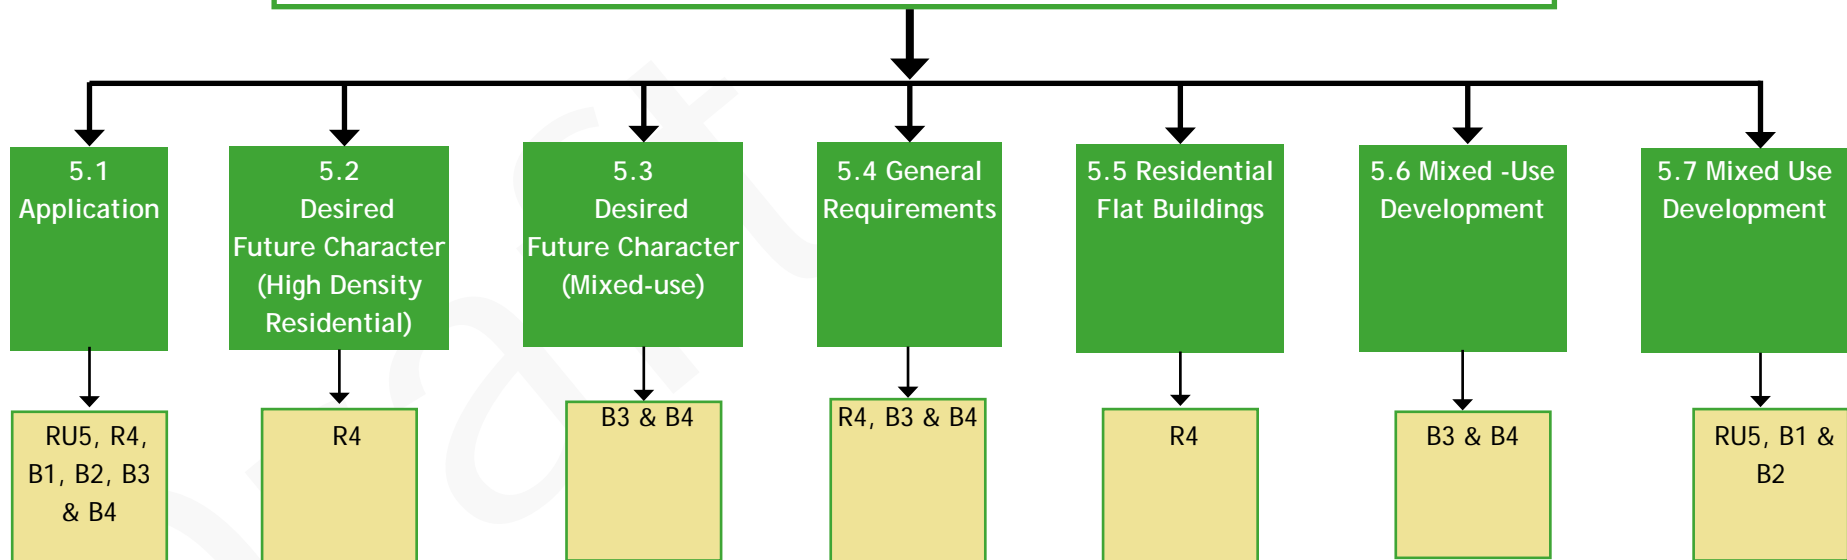 5.1
Application
5.2
Desired
Future Character
(High Density
Residential)
5.3
Desired
Future Character
(Mixed-use)
5.4 General
Requirements
5.5 Residential
Flat Buildings
5.6 Mixed -Use
Development
5.7 Mixed Use
Development
RU5, R4,
B1, B2, B3
& B4
R4
B3 & B4
R4, B3 & B4
R4
B3 & B4
RU5, B1 &
B2